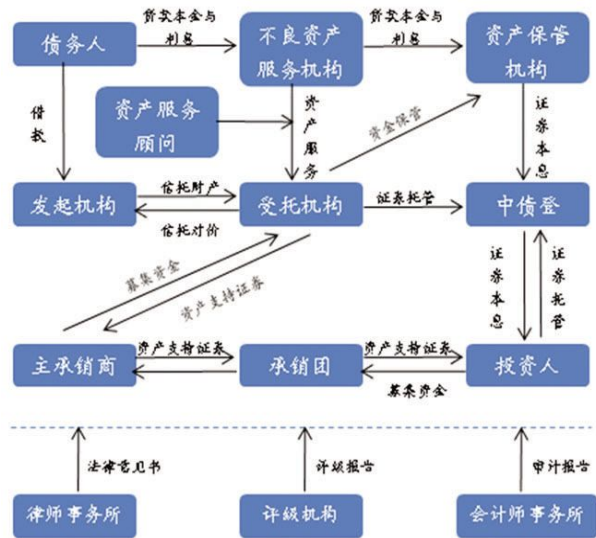 债务人
贷款本金与
利息
不良资产
服务机构
贷款本金与
利息
资产保管
机构
借款
资产服务
顾问
资产服务
资金保管
证券本息
发起机构
信托财产
信托对价
受托机构
证券托管
中债登
募集资金
资产支持证券
证券本息
证券托管
主承销商
资产支持证券
承销团
资产支持证券
募集资金
投资人
法律意见书
评级报告
审计报告
律师事务所
评级机构
会计师事务所